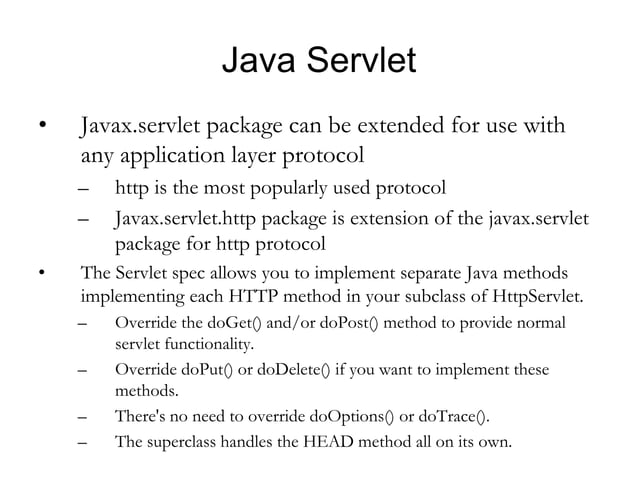 Java Servlet
• Javax.servlet package can be extended for use with
any application layer protocol
– http is the most popularly used protocol
– Javax.servlet.http package is extension of the javax.servlet
package for http protocol
• The Servlet spec allows you to implement separate Java methods
implementing each HTTP method in your subclass of HttpServlet.
– Override the doGet() and/or doPost() method to provide normal
servlet functionality.
– Override doPut() or doDelete() if you want to implement these
methods.
– There's no need to override doOptions() or doTrace().
– The superclass handles the HEAD method all on its own.